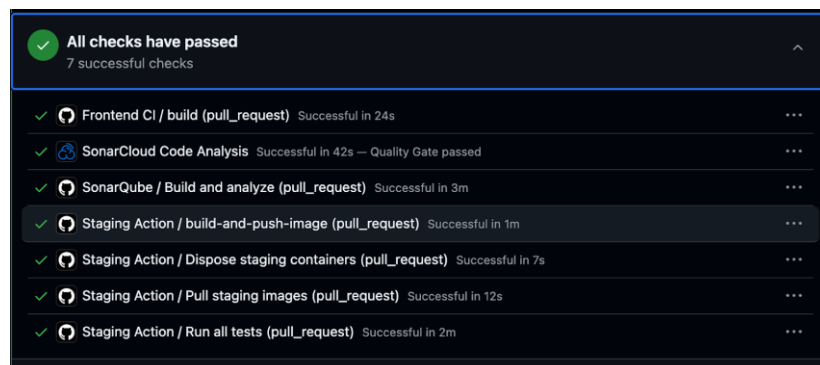 All checks have passed
7 successful checks
Frontend CI / build (pull_request) Successful in 24s
SonarCloud Code Analysis Successful in 42s — Quality Gate passed
SonarQube / Build and analyze (pull_request) Successful in 3m
Staging Action / build-and-push-image (pull_request) Successful in 1m
Staging Action / Dispose staging containers (pull_request) Successful in 7s
Staging Action / Pull staging images (pull_request) Successful in 12s
Staging Action / Run all tests (pull_request) Successful in 2m